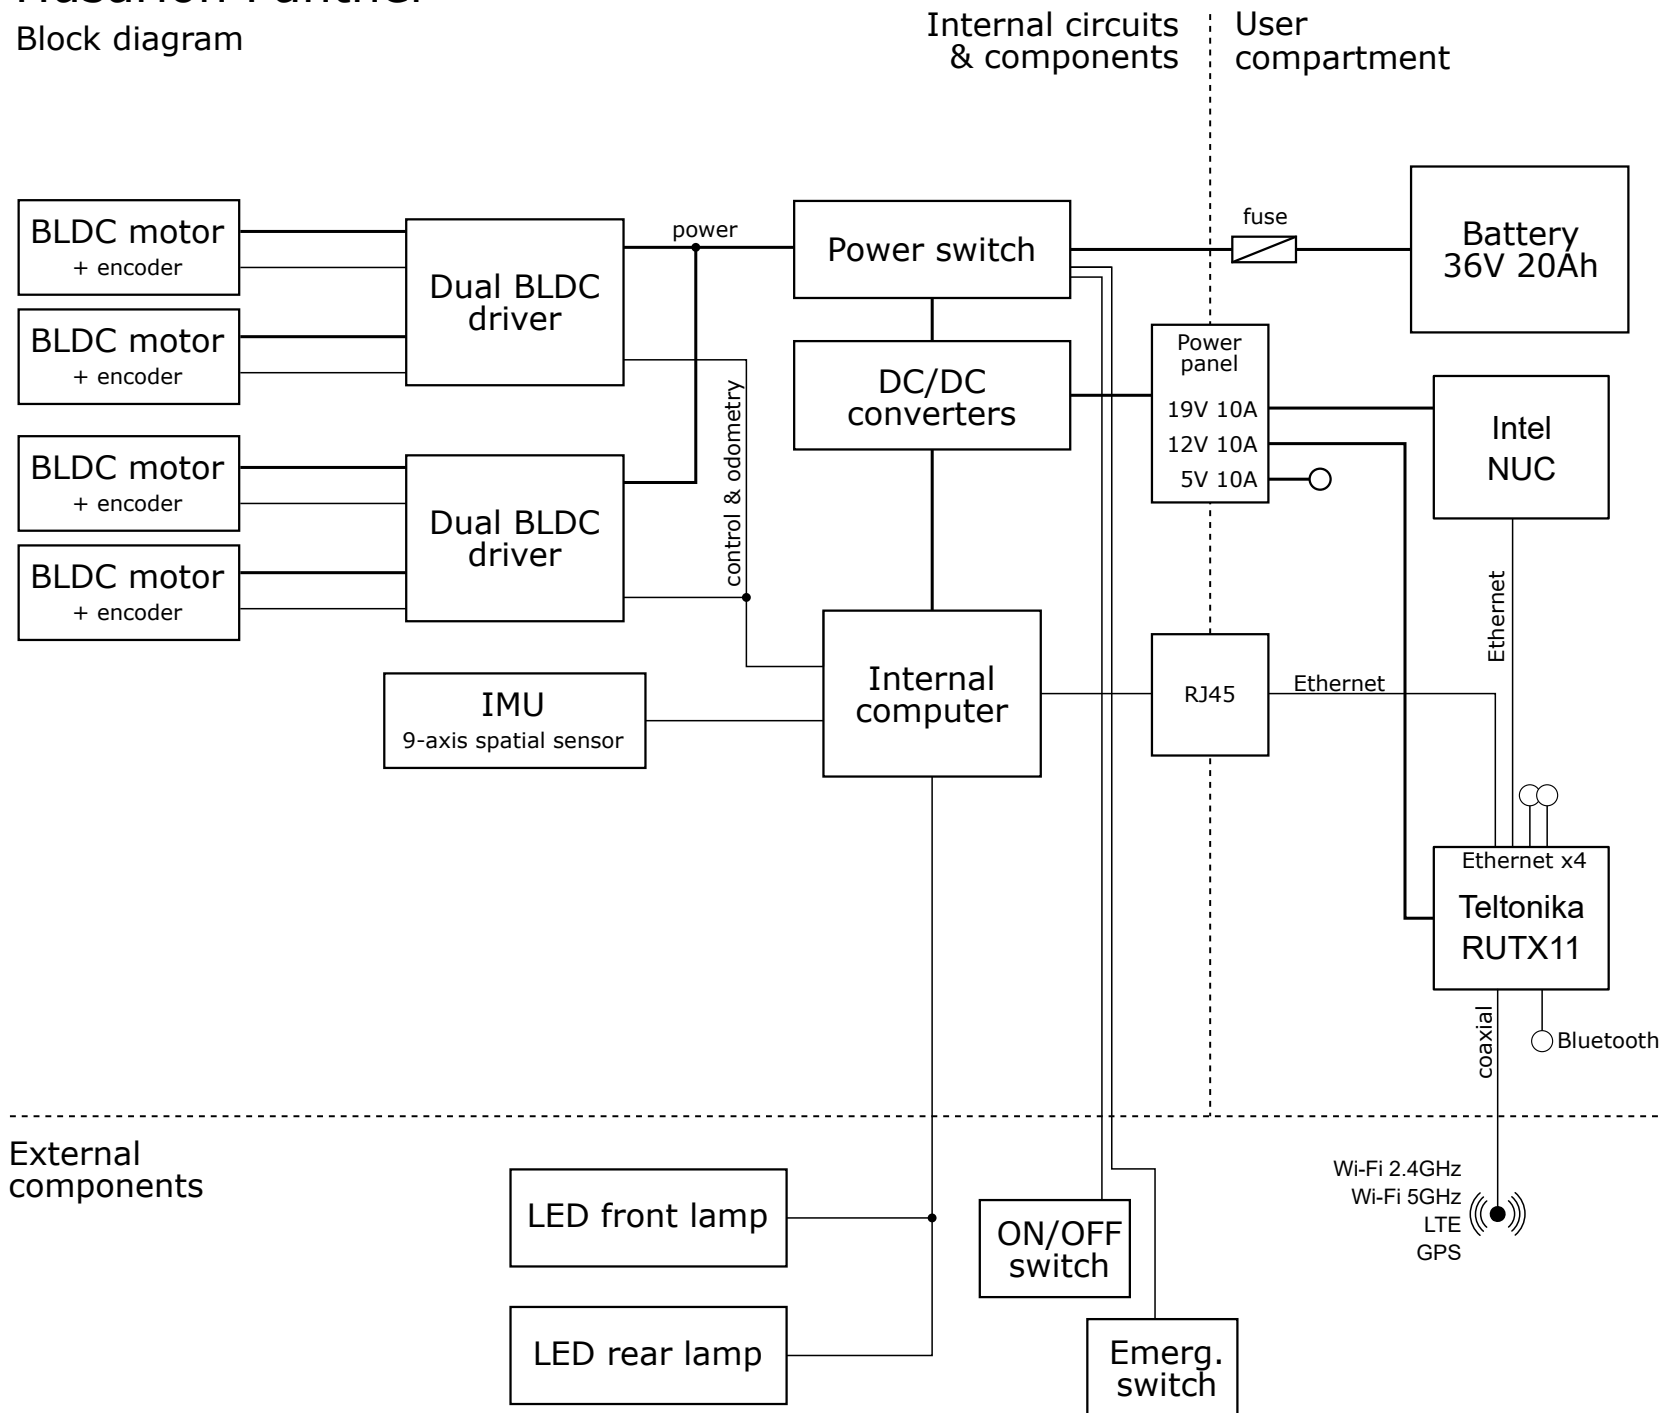 Block diagram
Internal circuits
& components
User
compartment
BLDC motor
+ encoder
BLDC motor
+ encoder
Dual BLDC
driver
power
Power switch
fuse
Battery
36V 20Ah
DC/DC
converters
Power
panel
19V 10A
12V 10A
5V 10A
Intel
NUC
BLDC motor
+ encoder
BLDC motor
+ encoder
Dual BLDC
driver
control & odometry
Ethernet
IMU
9-axis spatial sensor
Internal
computer
RJ45
Ethernet
Ethernet x4
Teltonika
RUTX11
coaxial
Bluetooth
External
components
LED front lamp
LED rear lamp
ON/OFF
switch
Emerg.
switch
Wi-Fi 2.4GHz
Wi-Fi 5GHz
LTE
GPS